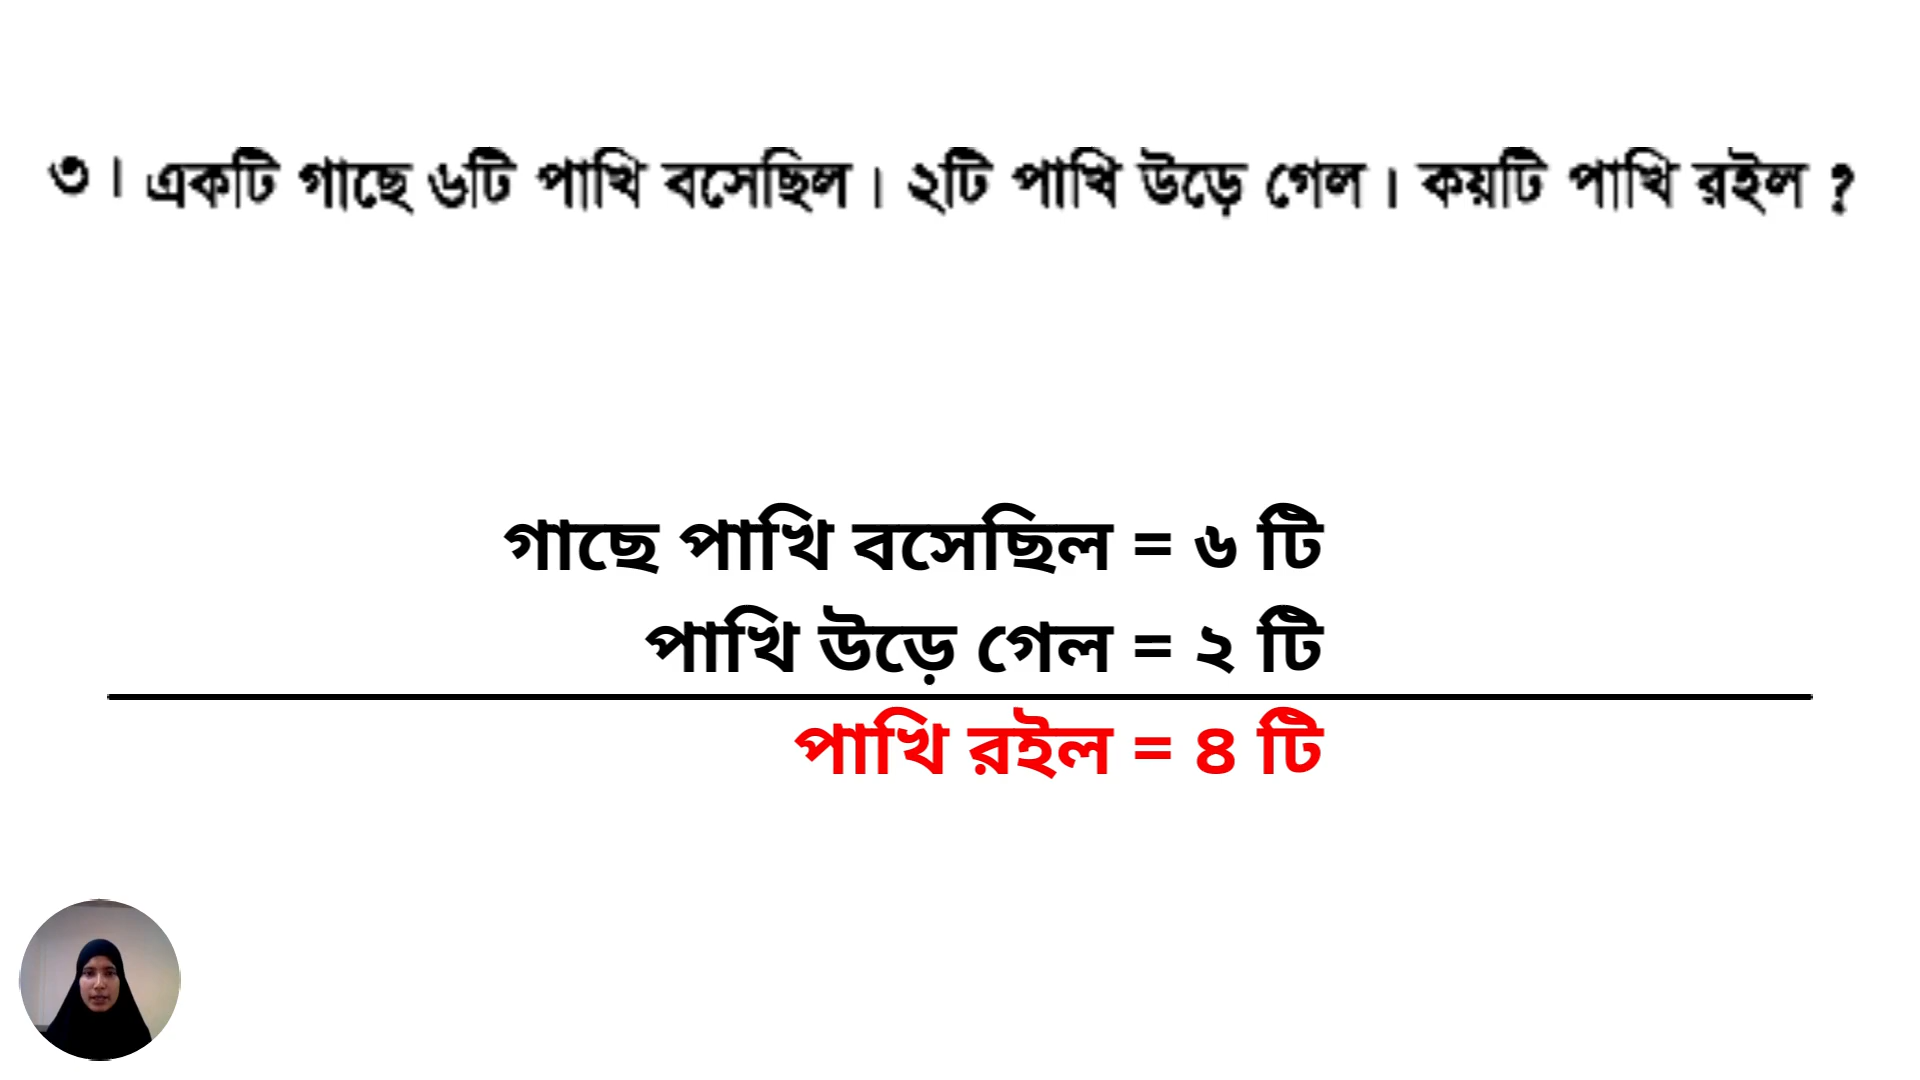 ৩। একটি গাছে ৬টি পাখি বসেছিল। ২টি পাখি উড়ে গেল। কয়টি পাখি রইল ?
গাছে পাখি বসেছিল = ৬ টি
পাখি উড়ে গেল = ২ টি
পাখি রইল = ৪ টি